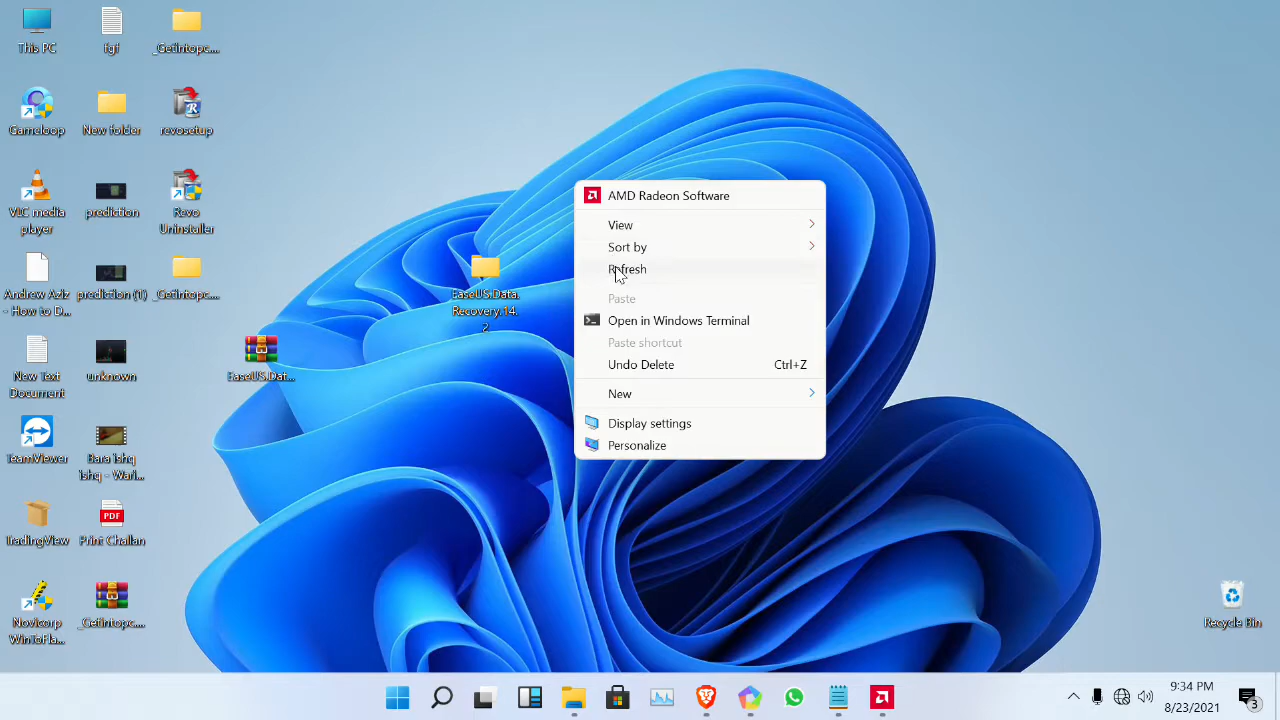 This PC
fgf
_GetIntopc....
Gameloop
New folder
revosetup
VLC media
player
prediction
Revo
Uninstaller
Andrew Aziz
- How to D...
prediction (1)
_GetIntopc....
New Text
Document
unknown
EaseUS.Dat...
EaseUS.Data.
Recovery.14.
2
TeamViewer
Bara Ishq
Ishq - Wari...
TradingView
Print Challan
Novicorp
WinToFla...
_GetIntopc....
AMD Radeon Software
View
Sort by
Refresh
Paste
Open in Windows Terminal
Paste shortcut
Undo Delete Ctrl+Z
New
Display settings
Personalize
Recycle Bin
9:34 PM
8/23/2021
3